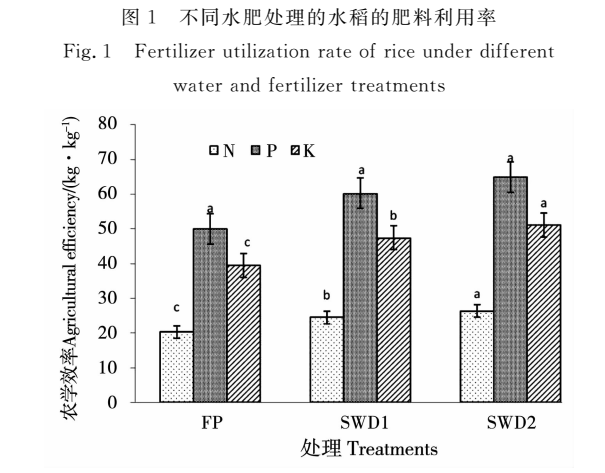 图 1 不同水肥处理的水稻的肥料利用率
Fig. 1 Fertilizer utilization rate of rice under different
water and fertilizer treatments
农学效率Agricultural efficiency/(kg·kg⁻¹)
80
70
60
50
40
30
20
10
0
N P K
c a c
b a b
a a a
FP SWD1 SWD2
处理 Treatments